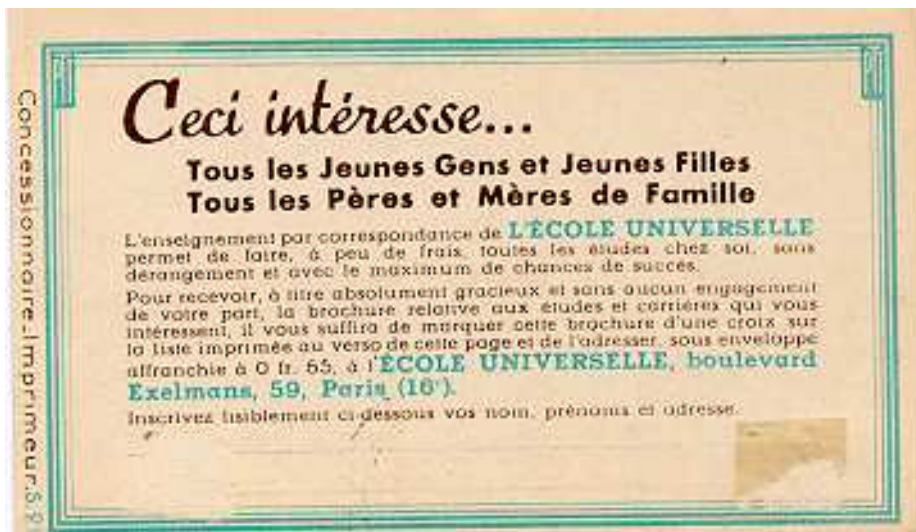 Ceci intéresse...
Tous les Jeunes Gens et Jeunes Filles
Tous les Pères et Mères de Famille
L'enseignement par correspondance de L'ÉCOLE UNIVERSELLE
permet de faire, à peu de frais, toutes les études chez soi, sans
dérangement et avec le maximum de chances de succès.
Pour recevoir, à titre absolument gracieux et sans aucun engagement
de votre part, la brochure relative aux études et carrières qui vous
intéressent, il vous suffira de marquer cette brochure d'une croix sur
la liste imprimée au verso de cette page et de l'adresser, sous enveloppe
affranchie à 0 fr. 65, à l'ÉCOLE UNIVERSELLE, boulevard
Exelmans, 59, Paris (16°).
Inscrivez lisiblement ci-dessous vos nom, prénoms et adresse.
Concessionnaire-Imprimeur.S.P